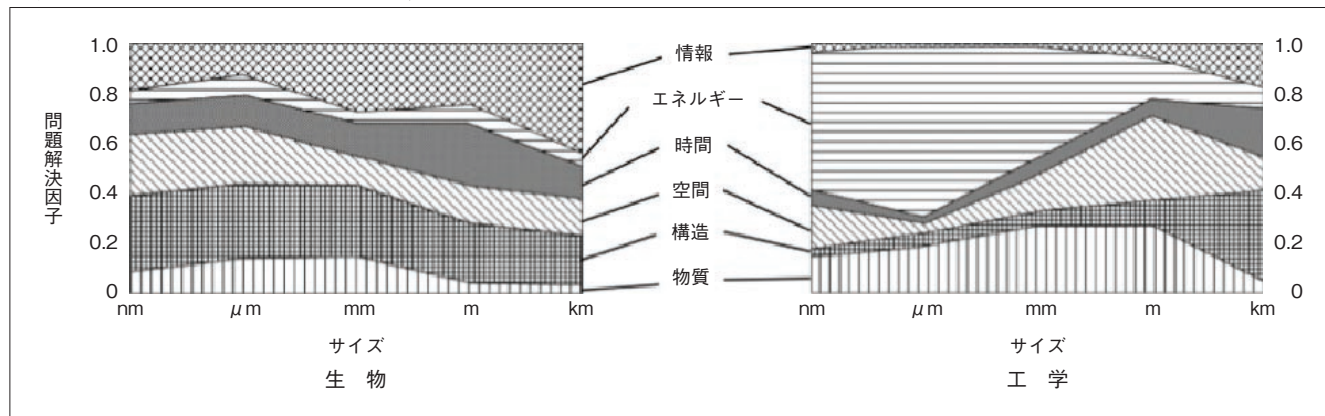 問題解決因子
1.0
0.8
0.6
0.4
0.2
0
nm
μm
mm
m
km
サイズ
生 物
情報
エネルギー
時間
空間
構造
物質
1.0
0.8
0.6
0.4
0.2
0
nm
μm
mm
m
km
サイズ
工 学